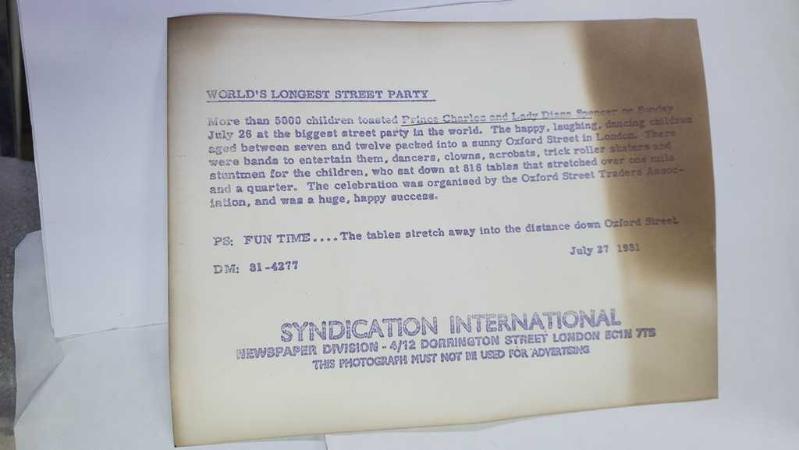 WORLD'S LONGEST STREET PARTY
More than 5000 children toasted Prince Charles and Lady Diana Spencer on Sunday
July 26 at the biggest street party in the world. The happy, laughing, dancing children
aged between seven and twelve packed into a sunny Oxford Street in London. There
were bands to entertain them, dancers, clowns, acrobats, trick roller skaters and
stuntmen for the children, who sat down at 816 tables that stretched over one mile
and a quarter. The celebration was organised by the Oxford Street Traders Assoc-
iation, and was a huge, happy success.
PS: FUN TIME....The tables stretch away into the distance down Oxford Street.
July 27 1981
DM: 81-4277
SYNDICATION INTERNATIONAL
NEWSPAPER DIVISION - 4/12 DORRINGTON STREET LONDON EC1N 7TB
THIS PHOTOGRAPH MUST NOT BE USED FOR ADVERTISING